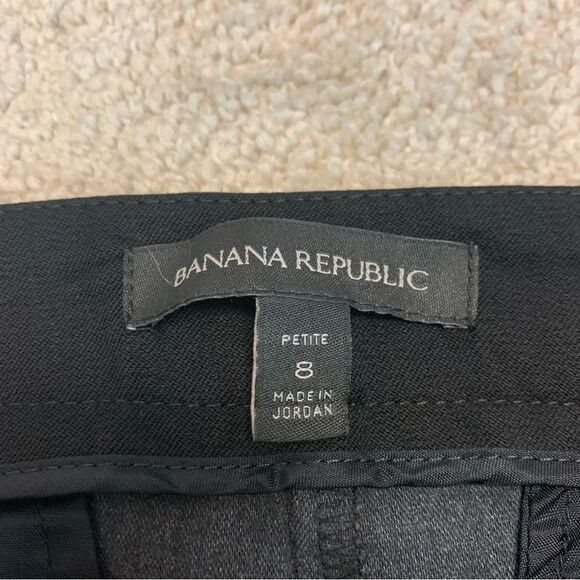 BANANA REPUBLIC
PETITE
8
MADE IN
JORDAN